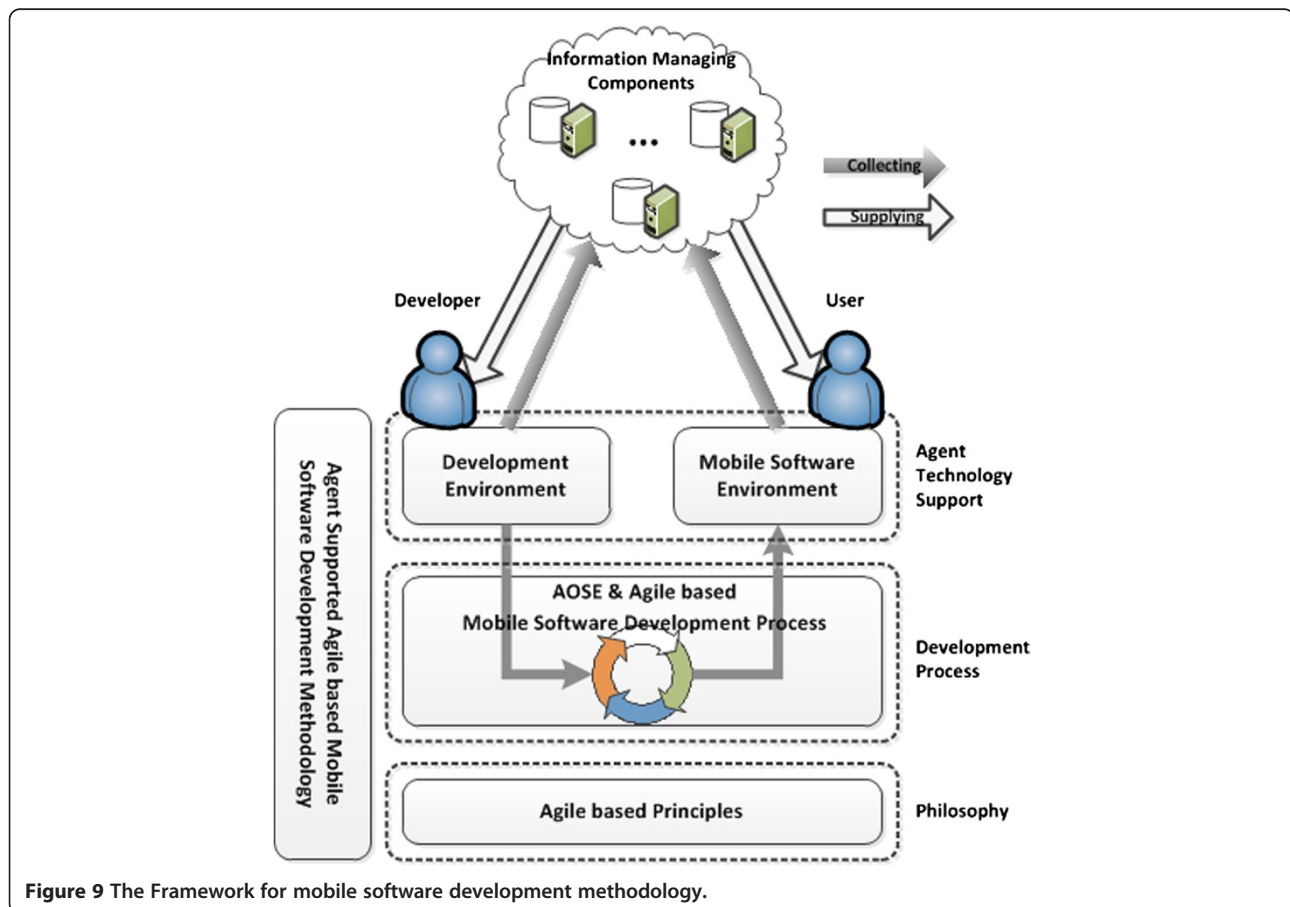 Information Managing
Components
...
Collecting
Supplying
Developer
User
Agent Supported Agile based Mobile
Software Development Methodology
Development
Environment
Mobile Software
Environment
Agent
Technology
Support
AOSE & Agile based
Mobile Software Development Process
Development
Process
Agile based Principles
Philosophy
Figure 9 The Framework for mobile software development methodology.